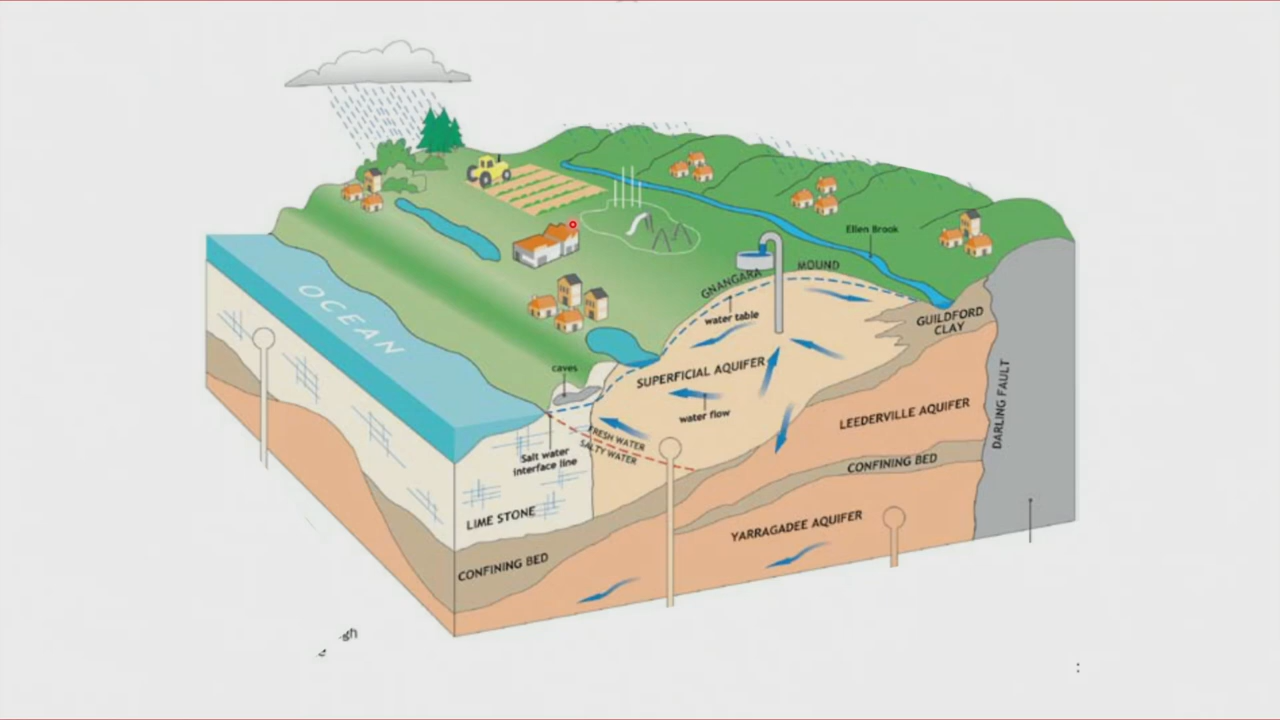 OCEAN
Ellen Brook
GNANGARA MOUND
water table
GUILDFORD
CLAY
caves
SUPERFICIAL AQUIFER
water flow
LEEDERVILLE AQUIFER
DARLING FAULT
FRESH WATER
SALTY WATER
Salt water
interface line
CONFINING BED
LIME STONE
YARRAGADEE AQUIFER
CONFINING BED
gh